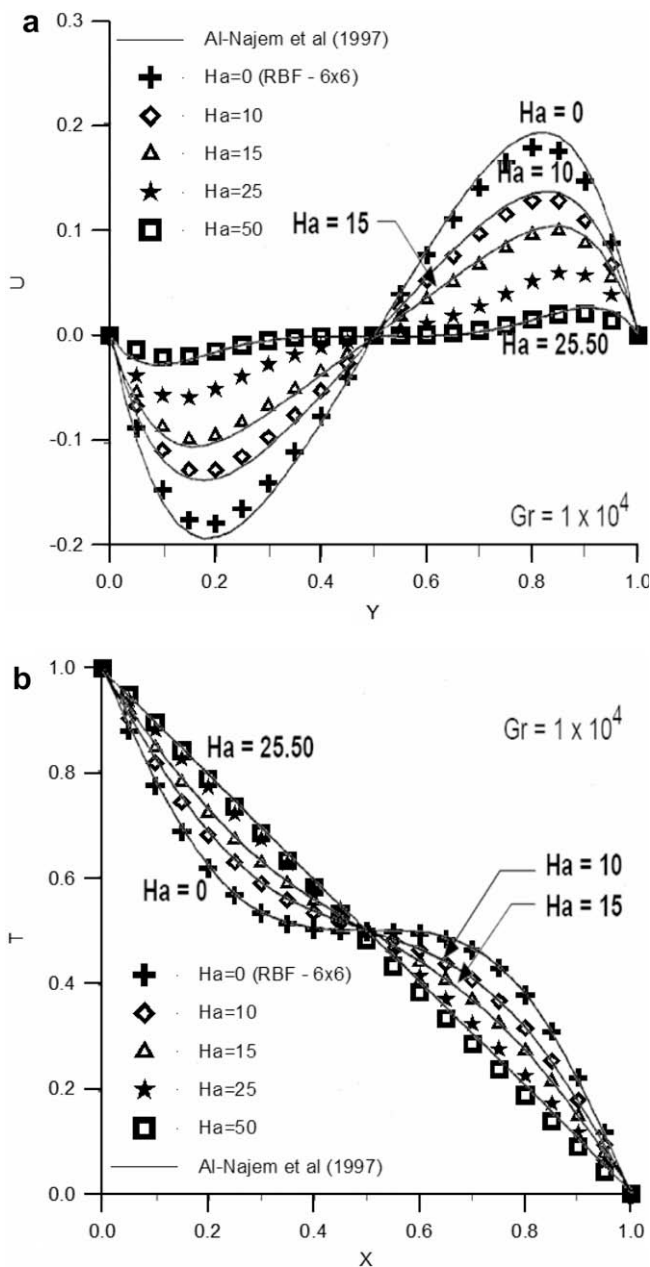 a
Al-Najem et al (1997)
Ha=0 (RBF - 6x6)
Ha=10
Ha=15
Ha=25
Ha=50
Ha = 0
Ha = 10
Ha = 15
Ha = 25.50
Gr = 1 x 10⁴
0.3
0.2
0.1
0.0
-0.1
-0.2
U
0.0 0.2 0.4 0.6 0.8 1.0
Y
b
Ha = 25.50
Gr = 1 x 10⁴
Ha = 0
Ha = 10
Ha = 15
Ha=0 (RBF - 6x6)
Ha=10
Ha=15
Ha=25
Ha=50
Al-Najem et al (1997)
1.0
0.8
0.6
0.4
0.2
0.0
T
0.0 0.2 0.4 0.6 0.8 1.0
X